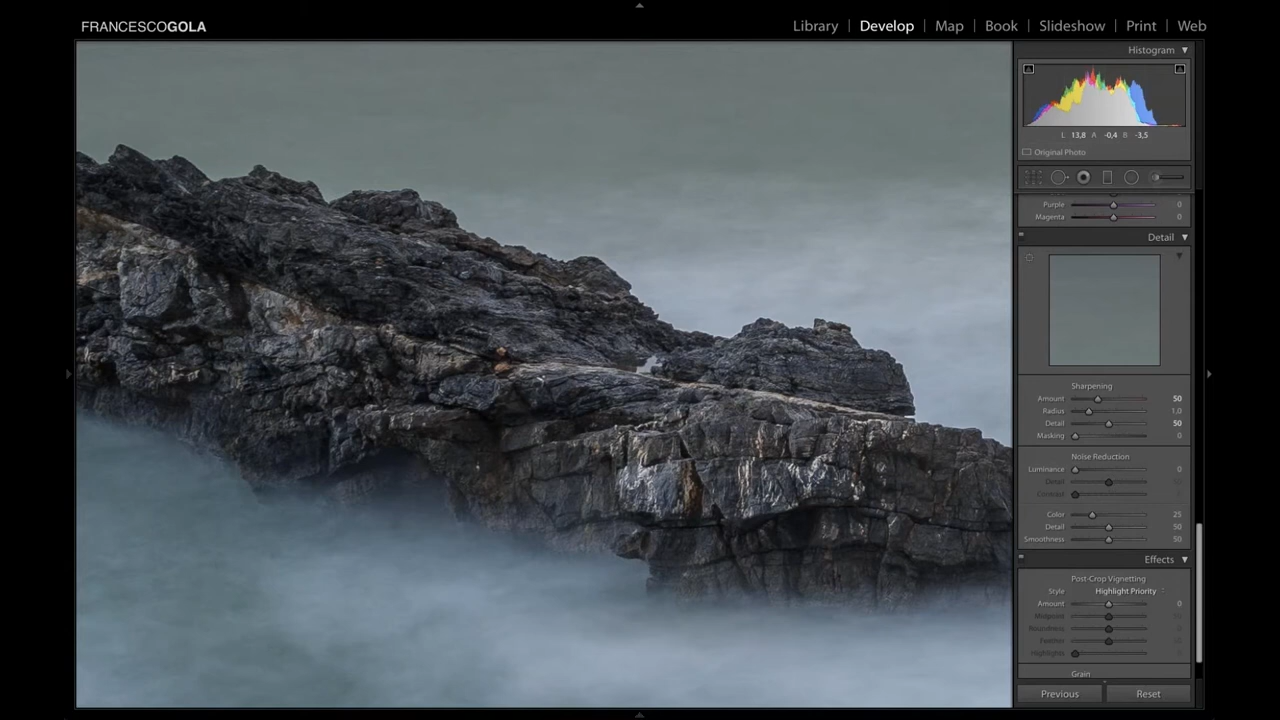 FRANCESCOGOLA
Library | Develop | Map | Book | Slideshow | Print | Web
Histogram
L 13,8 A -0,4 B -3,5
Original Photo
Purple 0
Magenta 0
Detail
Sharpening
Amount 50
Radius 1,0
Detail 50
Masking 0
Noise Reduction
Luminance 0
Detail
Contrast
Color 25
Detail 50
Smoothness 50
Effects
Post-Crop Vignetting
Style Highlight Priority
Amount 0
Midpoint
Roundness
Feather
Highlights
Grain
Previous Reset